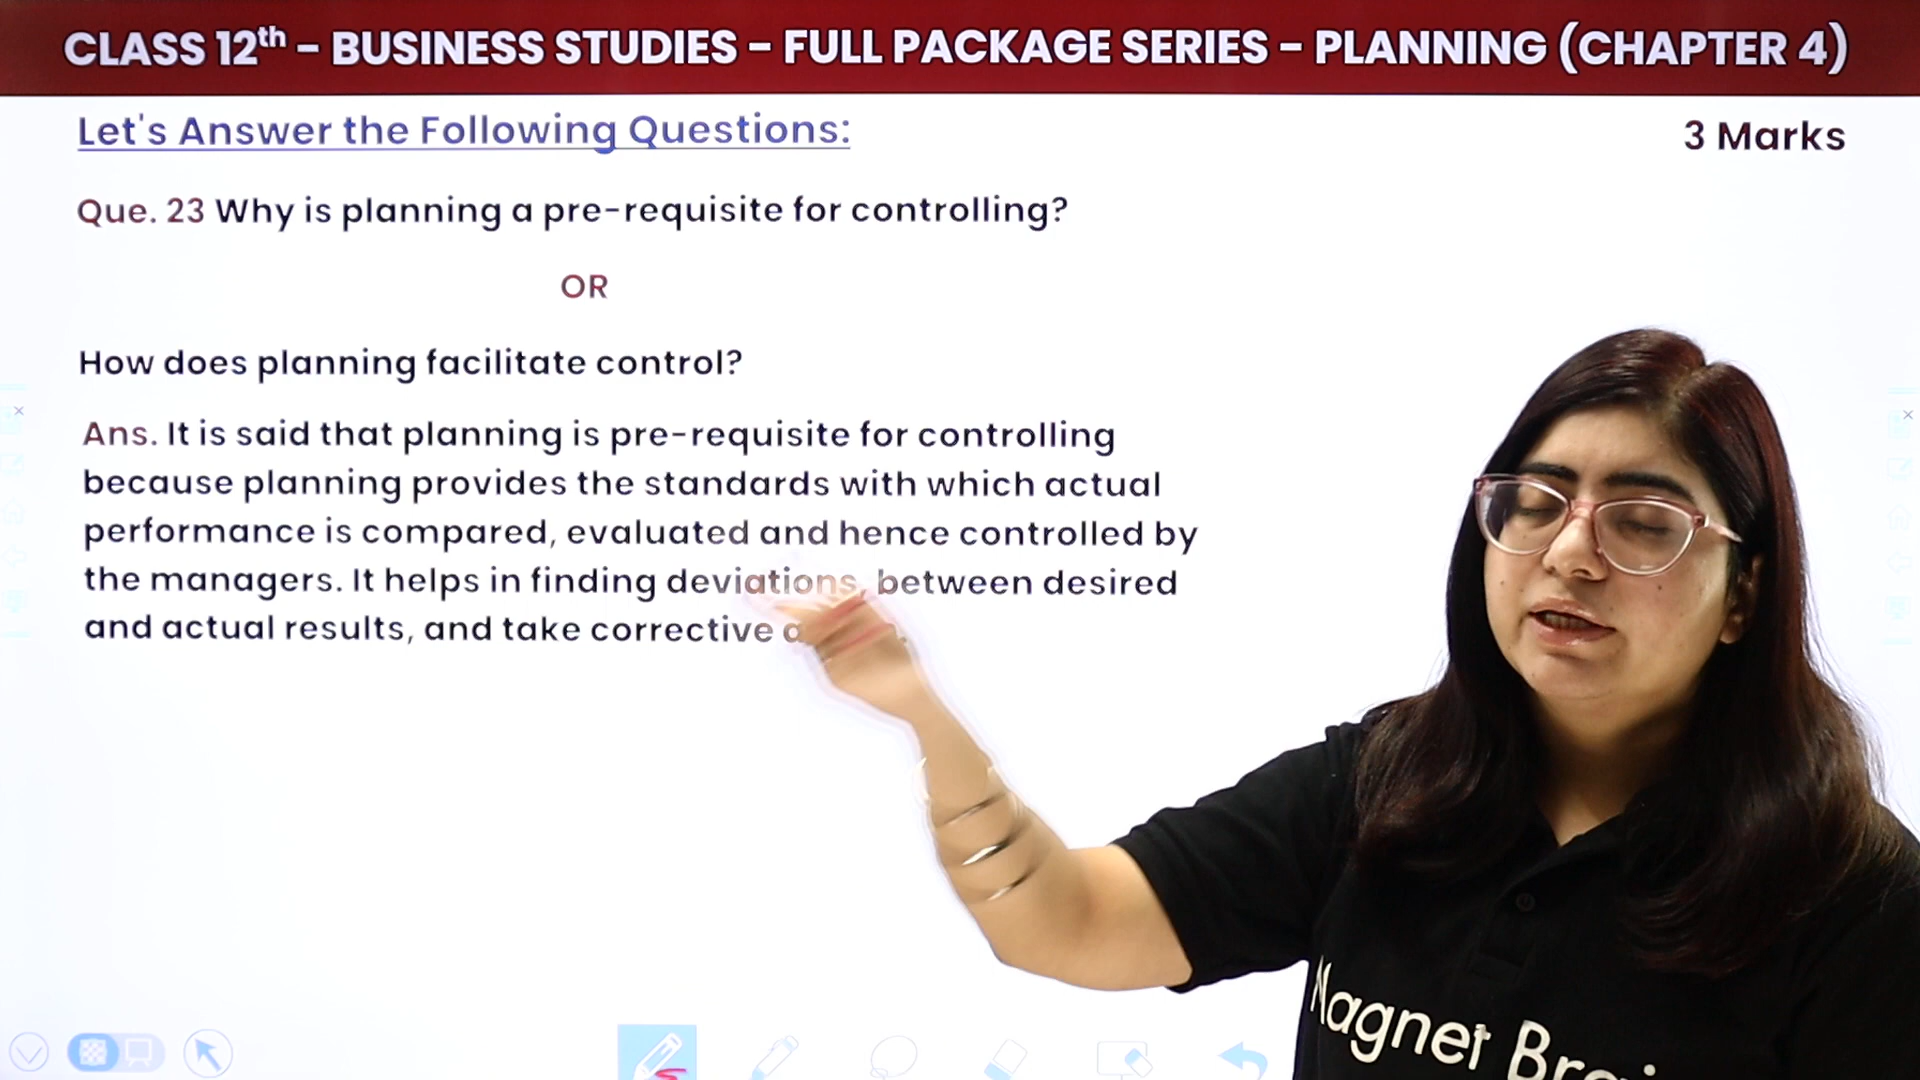 CLASS 12th – BUSINESS STUDIES – FULL PACKAGE SERIES – PLANNING (CHAPTER 4)
Let's Answer the Following Questions:
3 Marks
Que. 23 Why is planning a pre-requisite for controlling?
OR
How does planning facilitate control?
Ans. It is said that planning is pre-requisite for controlling
because planning provides the standards with which actual
performance is compared, evaluated and hence controlled by
the managers. It helps in finding deviations, between desired
and actual results, and take corrective
Magnet